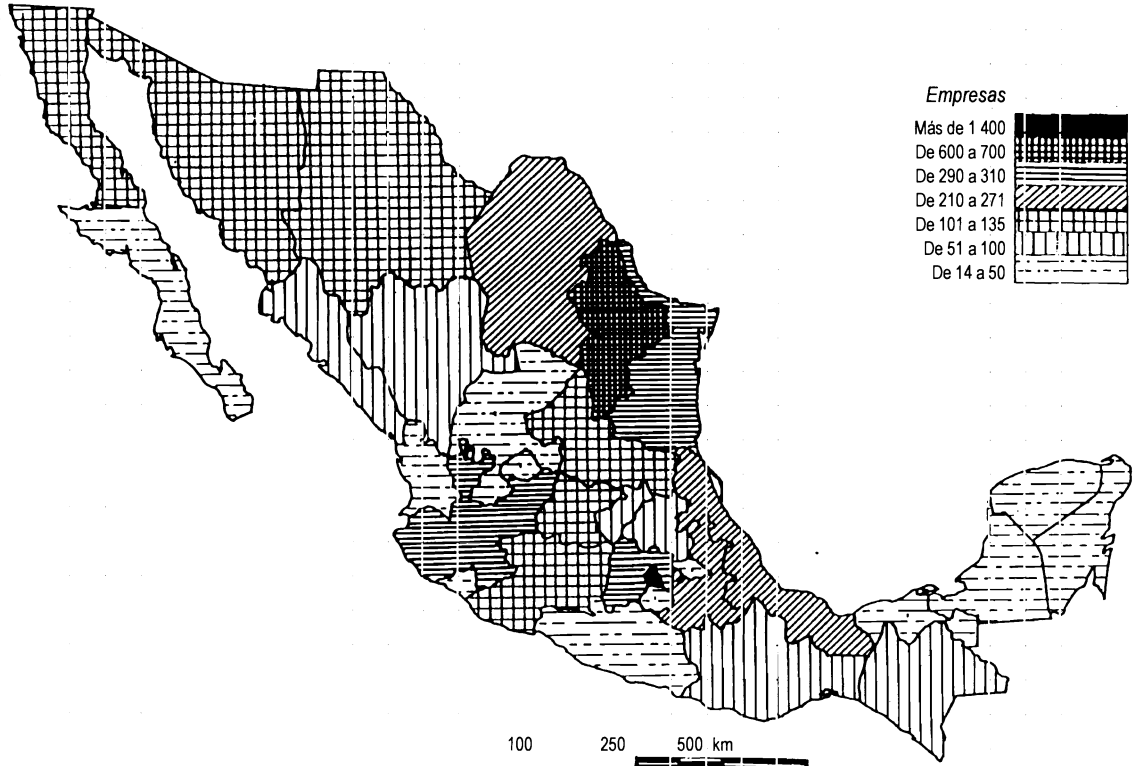 Empresas
Más de 1 400
De 600 a 700
De 290 a 310
De 210 a 271
De 101 a 135
De 51 a 100
De 14 a 50
100 250 500 km